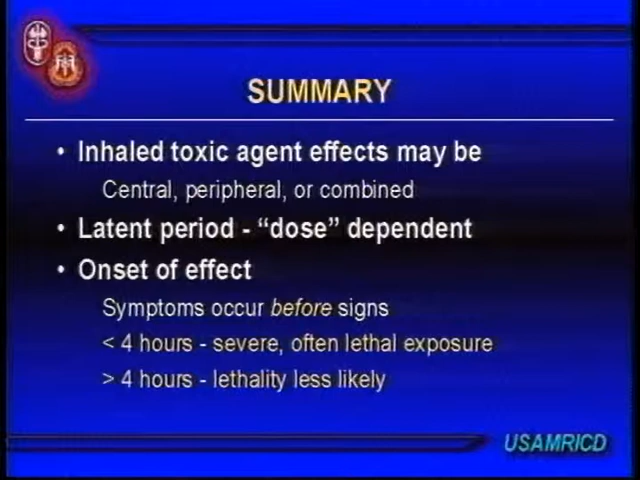 SUMMARY
• Inhaled toxic agent effects may be
Central, peripheral, or combined
• Latent period - “dose” dependent
• Onset of effect
Symptoms occur before signs
< 4 hours - severe, often lethal exposure
> 4 hours - lethality less likely
USAMRICD